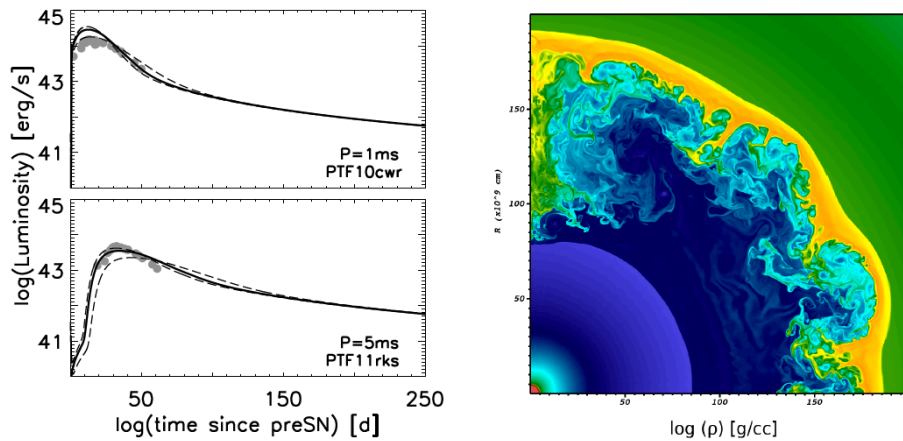 45
43
40
P=1ms
PTF10cwr
log(Luminosity) [erg/s]
45
43
41
P=5ms
PTF11rks
50
150
250
log(time since preSN) [d]
150
100
50
R (x10^9 cm)
50
100
150
log (ρ) [g/cc]